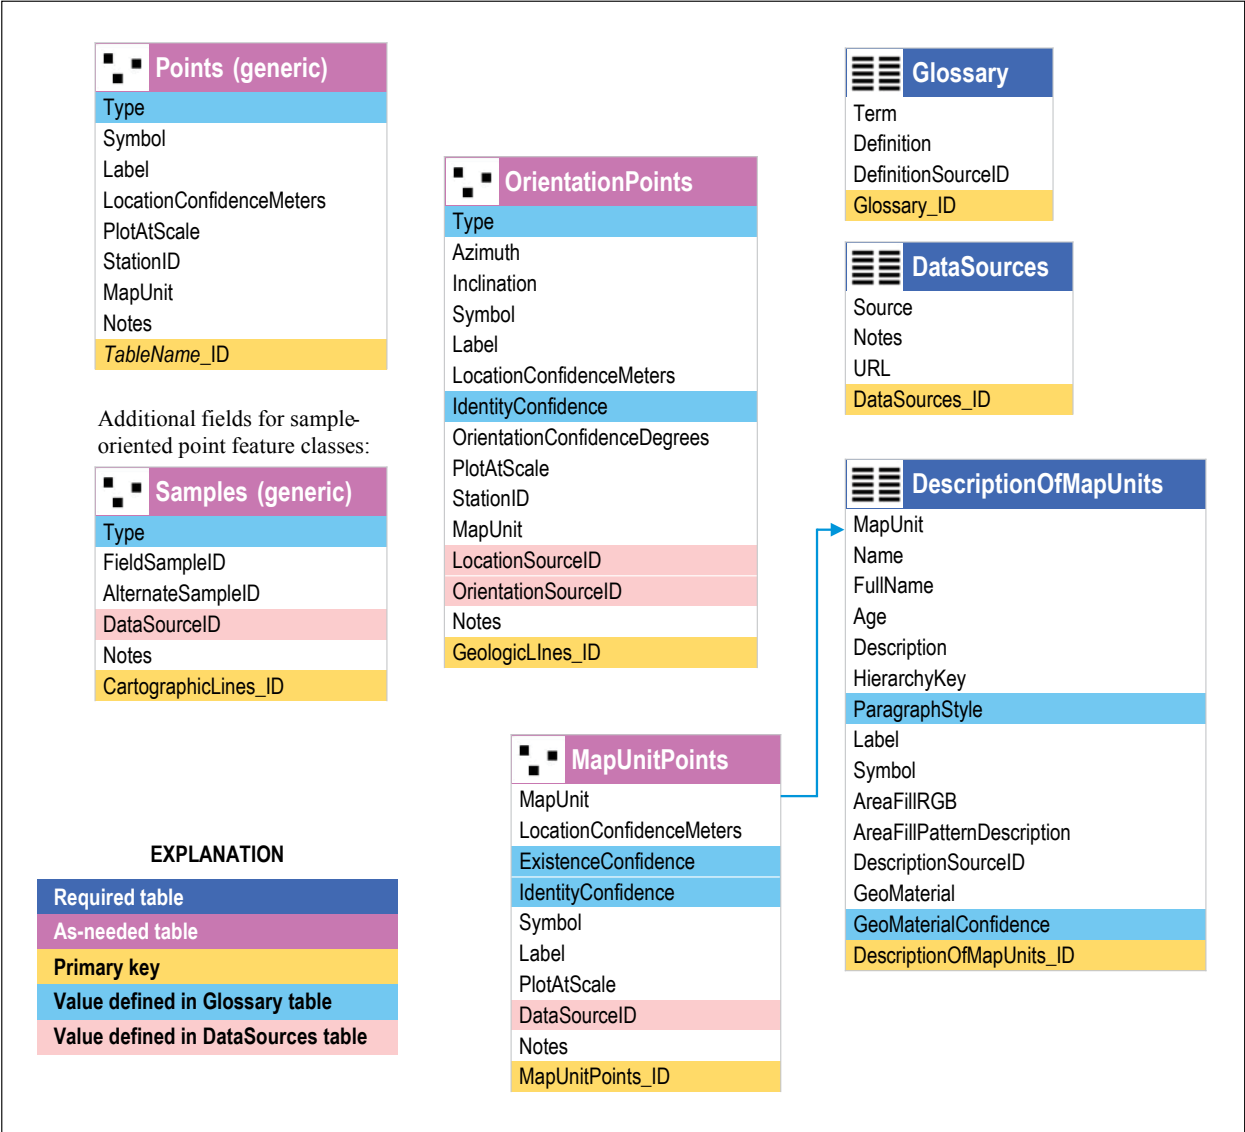 Points (generic)
Type
Symbol
Label
LocationConfidenceMeters
PlotAtScale
StationID
MapUnit
Notes
TableName_ID
Additional fields for sample-
oriented point feature classes:
Samples (generic)
Type
FieldSampleID
AlternateSampleID
DataSourceID
Notes
CartographicLines_ID
OrientationPoints
Type
Azimuth
Inclination
Symbol
Label
LocationConfidenceMeters
IdentityConfidence
OrientationConfidenceDegrees
PlotAtScale
StationID
MapUnit
LocationSourceID
OrientationSourceID
Notes
GeologicLInes_ID
MapUnitPoints
MapUnit
LocationConfidenceMeters
ExistenceConfidence
IdentityConfidence
Symbol
Label
PlotAtScale
DataSourceID
Notes
MapUnitPoints_ID
Glossary
Term
Definition
DefinitionSourceID
Glossary_ID
DataSources
Source
Notes
URL
DataSources_ID
DescriptionOfMapUnits
MapUnit
Name
FullName
Age
Description
HierarchyKey
ParagraphStyle
Label
Symbol
AreaFillRGB
AreaFillPatternDescription
DescriptionSourceID
GeoMaterial
GeoMaterialConfidence
DescriptionOfMapUnits_ID
EXPLANATION
Required table
As-needed table
Primary key
Value defined in Glossary table
Value defined in DataSources table